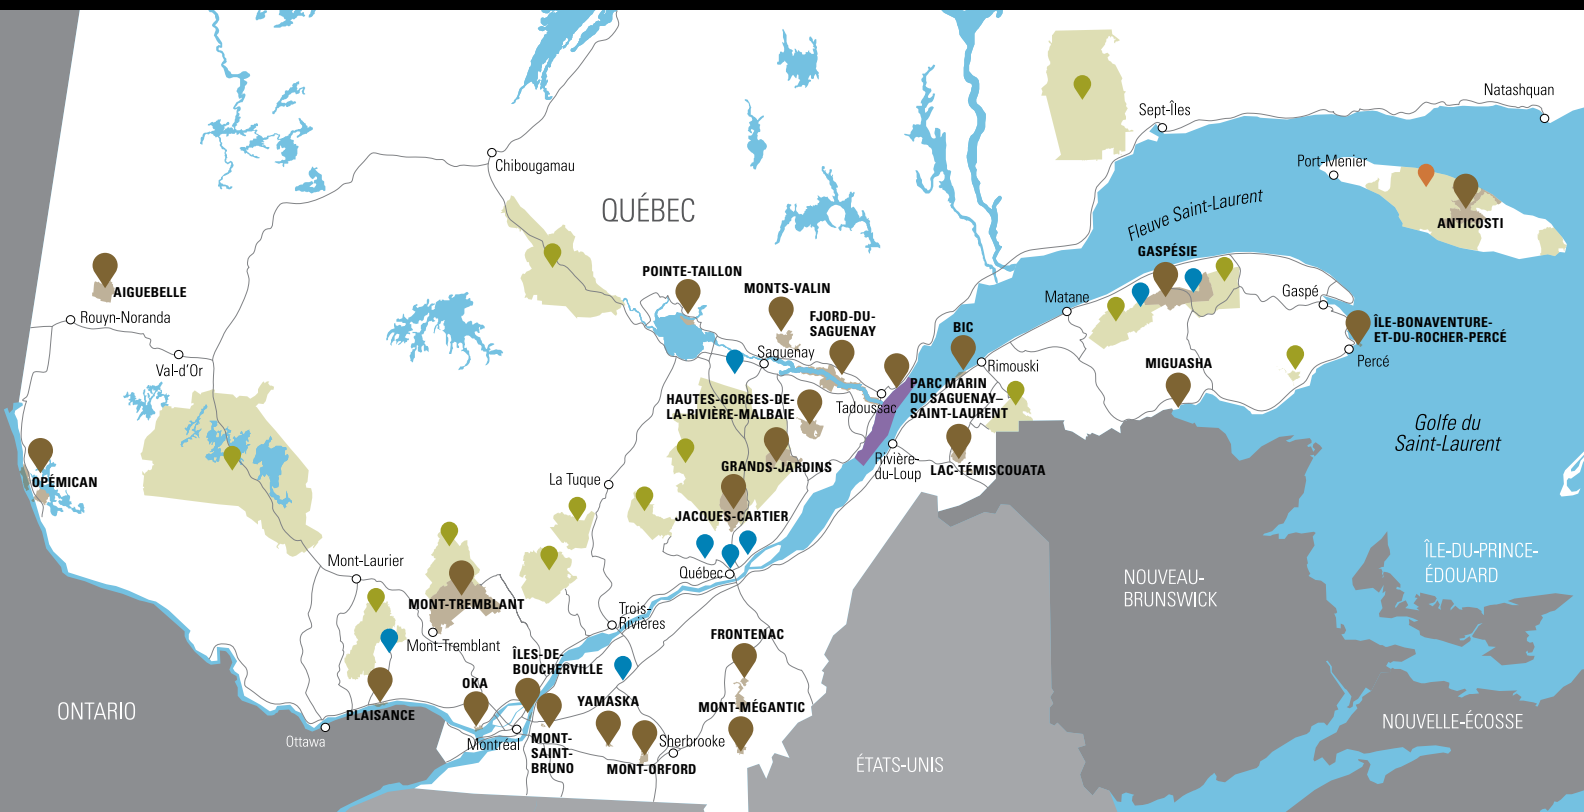 Natashquan
Sept-Îles
Chibougamau
Port-Menier
QUÉBEC
Fleuve Saint-Laurent
ANTICOSTI
GASPÉSIE
POINTE-TAILLON
MONTS-VALIN
AIGUEBELLE
Matane
Gaspé
Rouyn-Noranda
FJORD-DU-
SAGUENAY
BIC
ÎLE-BONAVENTURE-
ET-DU-ROCHER-PERCÉ
Saguenay
Rimouski
MIGUASHA
Percé
Val-d'Or
PARC MARIN
DU SAGUENAY–
SAINT-LAURENT
HAUTES-GORGES-DE-
LA-RIVIÈRE-MALBAIE
Tadoussac
Golfe du
Saint-Laurent
Rivière-
du-Loup
LAC-TÉMISCOUATA
GRANDS-JARDINS
OPÉMICAN
La Tuque
JACQUES-CARTIER
Mont-Laurier
Québec
ÎLE-DU-PRINCE-
ÉDOUARD
NOUVEAU-
BRUNSWICK
MONT-TREMBLANT
Trois-
Rivières
Mont-Tremblant
FRONTENAC
ÎLES-DE-
BOUCHERVILLE
OKA
YAMASKA
MONT-MÉGANTIC
ONTARIO
PLAISANCE
NOUVELLE-ÉCOSSE
Ottawa
Montréal
MONT-
SAINT-
BRUNO
Sherbrooke
MONT-ORFORD
ÉTATS-UNIS